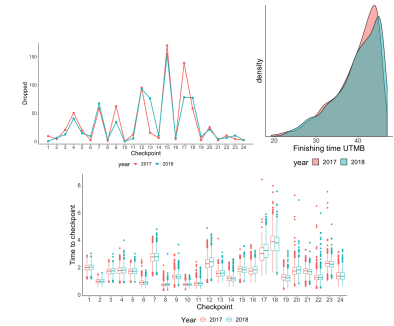 150
100
50
0
Dropped
1 2 3 4 5 6 7 8 9 10 11 12 13 14 15 16 17 18 19 20 21 22 23 24
Checkpoint
year 2017 2018
density
20 30 40
Finishing time UTMB
year 2017 2018
8
6
4
2
0
Time to checkpoint
1 2 3 4 5 6 7 8 9 10 11 12 13 14 15 16 17 18 19 20 21 22 23 24
Checkpoint
Year 2017 2018